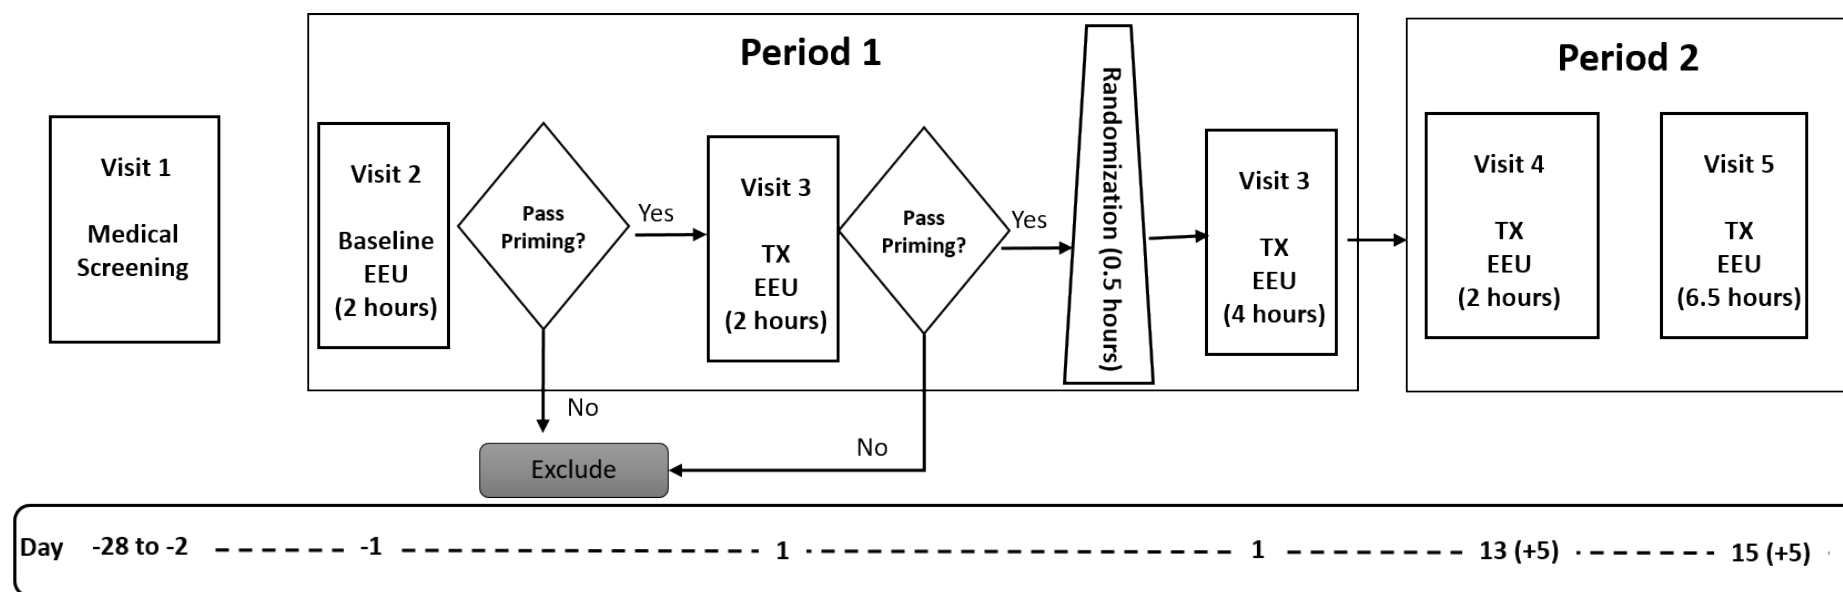 Period 1
Period 2
Visit 1
Medical
Screening
Visit 2
Baseline
EEU
(2 hours)
Pass
Priming?
Yes
No
Visit 3
TX
EEU
(2 hours)
Pass
Priming?
Yes
No
Exclude
Randomization (0.5 hours)
Visit 3
TX
EEU
(4 hours)
Visit 4
TX
EEU
(2 hours)
Visit 5
TX
EEU
(6.5 hours)
Day -28 to -2 -1 1 1 13 (+5) 15 (+5)